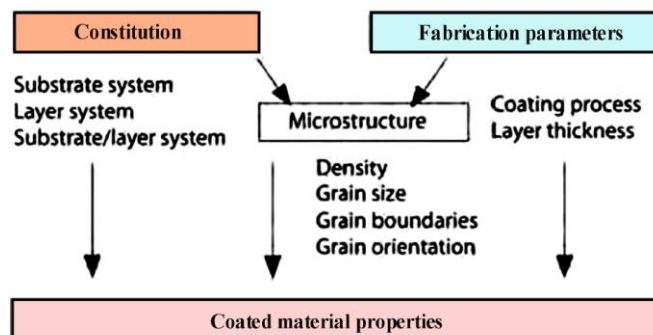 Constitution
Fabrication parameters
Substrate system
Layer system
Substrate/layer system
Microstructure
Coating process
Layer thickness
Density
Grain size
Grain boundaries
Grain orientation
Coated material properties